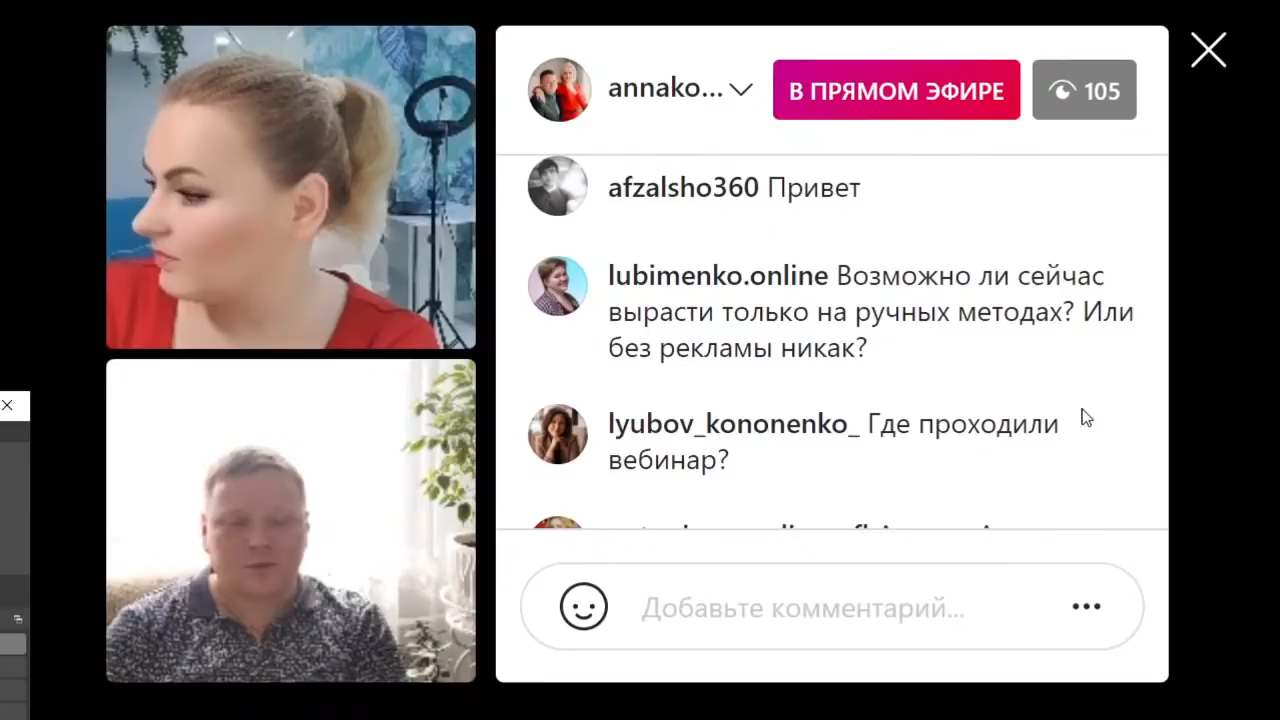 annako...
В ПРЯМОМ ЭФИРЕ
105
afzalsho360 Привет
lubimenko.online Возможно ли сейчас
вырасти только на ручных методах? Или
без рекламы никак?
lyubov_kononenko_ Где проходили
вебинар?
Добавьте комментарий...